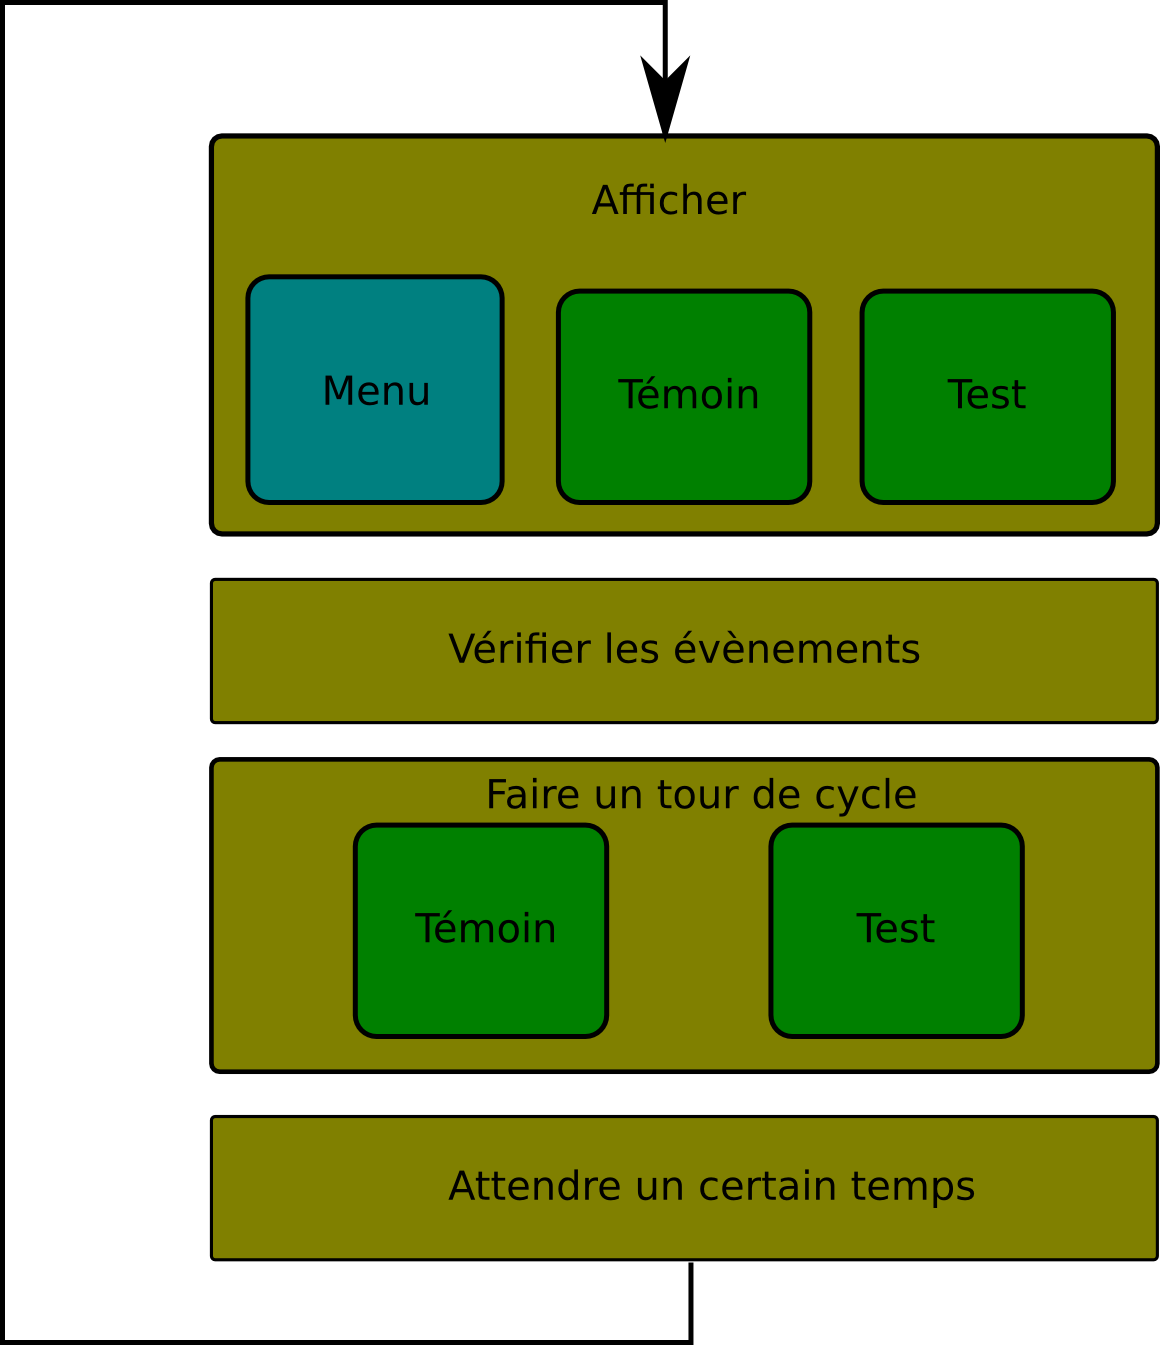 Afficher
Menu
Témoin
Test
Vérifier les évènements
Faire un tour de cycle
Témoin
Test
Attendre un certain temps